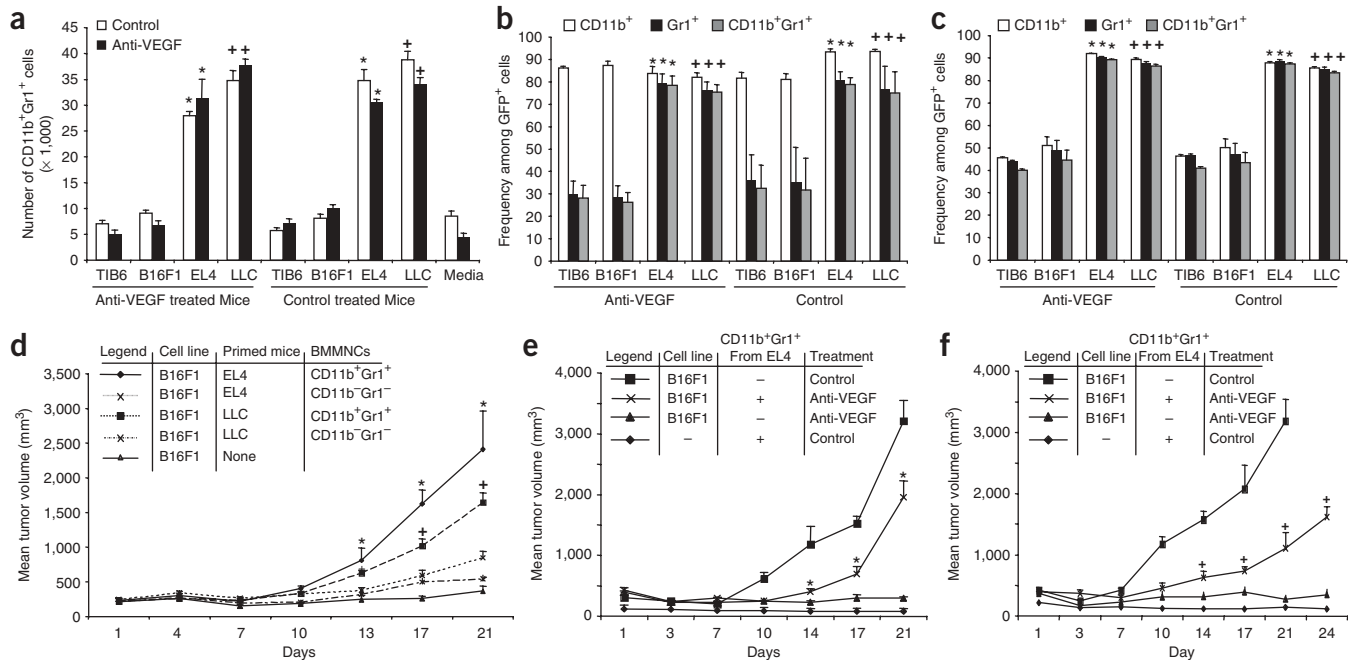 a
Control
Anti-VEGF
Number of CD11b⁺Gr1⁺ cells
(× 1,000)
45
40
35
30
25
20
15
10
5
* * + + * * + +
TIB6 B16F1 EL4 LLC TIB6 B16F1 EL4 LLC Media
Anti-VEGF treated Mice Control treated Mice
b
CD11b⁺ Gr1⁺ CD11b⁺Gr1⁺
Frequency among GFP⁺ cells
100
90
80
70
60
50
40
30
20
10
0
* * * + + + * * * + + +
TIB6 B16F1 EL4 LLC TIB6 B16F1 EL4 LLC
Anti-VEGF Control
c
CD11b⁺ Gr1⁺ CD11b⁺Gr1⁺
Frequency among GFP⁺ cells
100
90
80
70
60
50
40
30
20
10
0
* * * + + + * * * + + +
TIB6 B16F1 EL4 LLC TIB6 B16F1 EL4 LLC
Anti-VEGF Control
d
Legend Cell line Primed mice BMMNCs
B16F1 EL4 CD11b⁺Gr1⁺
B16F1 EL4 CD11b⁻Gr1⁻
B16F1 LLC CD11b⁺Gr1⁺
B16F1 LLC CD11b⁻Gr1⁻
B16F1 None
Mean tumor volume (mm³)
3,500
3,000
2,500
2,000
1,500
1,000
500
0
* * + * +
1 4 7 10 13 17 21
Days
e
CD11b⁺Gr1⁺
Legend Cell line From EL4 Treatment
B16F1 – Control
B16F1 + Anti-VEGF
B16F1 – Anti-VEGF
– + Control
Mean tumor volume (mm³)
4,000
3,000
2,000
1,000
0
* * *
1 3 7 10 14 17 21
Days
f
CD11b⁺Gr1⁺
Legend Cell line From EL4 Treatment
B16F1 – Control
B16F1 + Anti-VEGF
B16F1 – Anti-VEGF
– + Control
Mean tumor volume (mm³)
4,000
3,000
2,000
1,000
0
+ + + +
1 3 7 10 14 17 21 24
Days